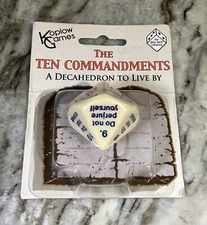 Koplow
Games
THE
TEN COMMANDMENTS
A DECAHEDRON TO LIVE BY
9.
Do not
perjure
yourself